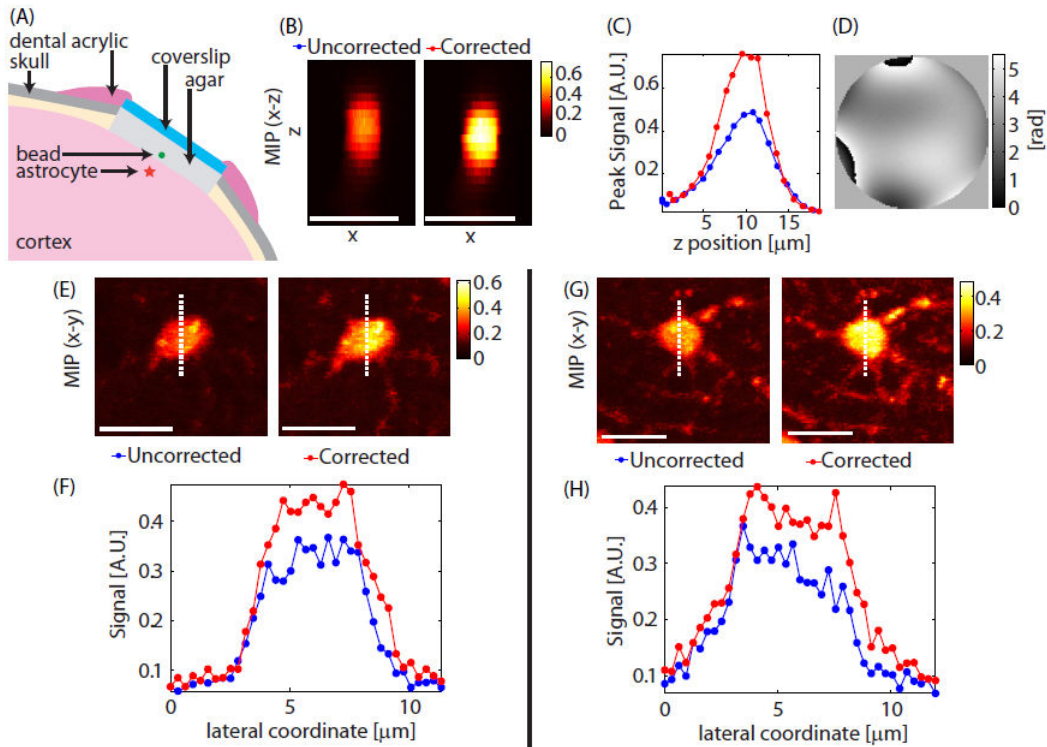 (A)
dental acrylic
skull
coverslip
agar
bead
astrocyte
cortex
(B)
Uncorrected Corrected
MIP (x-z)
z
x x
0.6
0.4
0.2
0
(C)
Peak Signal [A.U.]
0.6
0.4
0.2
5 10 15
z position [μm]
(D)
5
4
3
2
1
0
[rad]
(E)
MIP (x-y)
0.6
0.4
0.2
0
Uncorrected Corrected
(F)
Signal [A.U.]
0.4
0.3
0.2
0.1
0 5 10
lateral coordinate [μm]
(G)
MIP (x-y)
0.4
0.2
0
Uncorrected Corrected
(H)
Signal [A.U.]
0.4
0.3
0.2
0.1
0 5 10
lateral coordinate [μm]